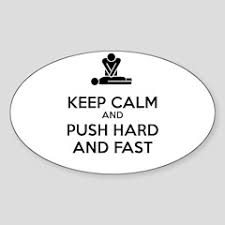 KEEP CALM
AND
PUSH HARD
AND FAST